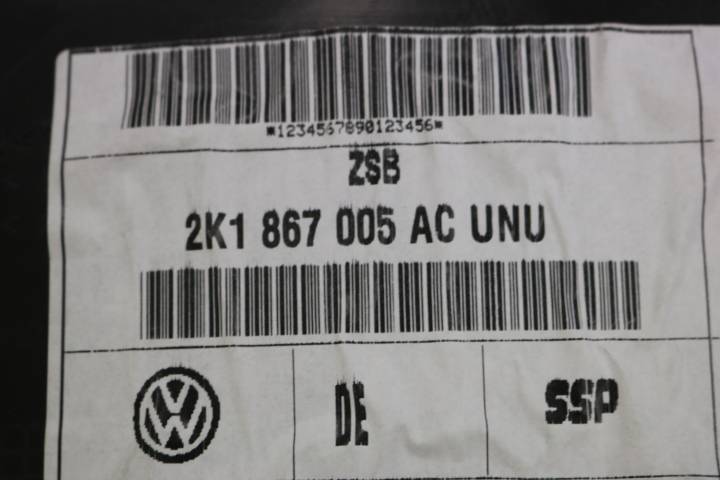 *1234567890123456*
ZSB
2K1 867 005 AC UNU
DE SSP